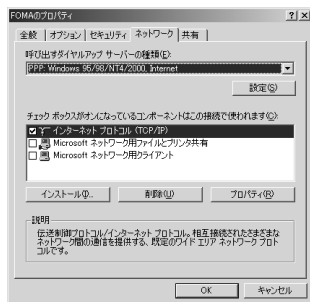 FOMAのプロパティ
全般 オプション セキュリティ ネットワーク 共有
呼び出すダイヤルアップ サーバーの種類(E):
PPP: Windows 95/98/NT4/2000, Internet
設定(S)
チェック ボックスがオンになっているコンポーネントはこの接続で使われます(O):
インターネット プロトコル (TCP/IP)
Microsoft ネットワーク用ファイルとプリンタ共有
Microsoft ネットワーク用クライアント
インストール(I)... 削除(U) プロパティ(R)
説明
伝送制御プロトコル/インターネット プロトコル。相互接続されたさまざまな
ネットワーク間の通信を提供する、既定のワイド エリア ネットワーク プロト
コルです。
OK キャンセル